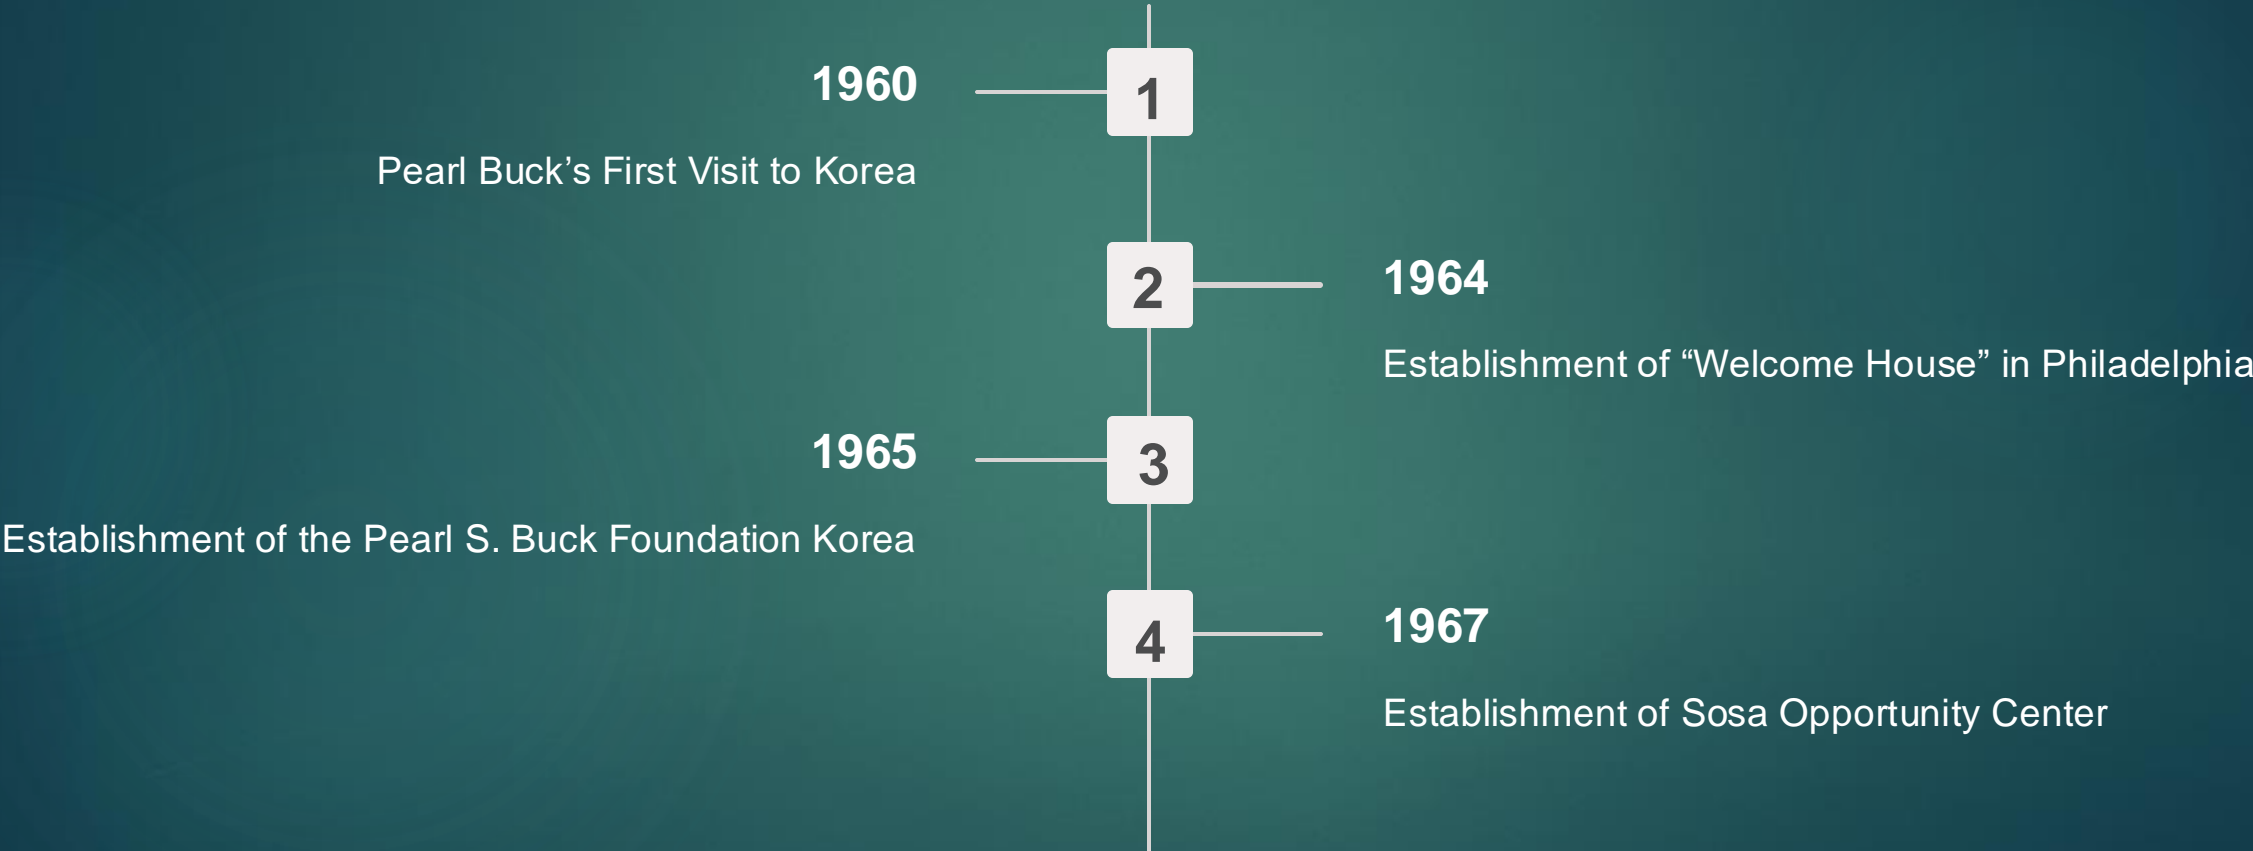 1
1960
Pearl Buck’s First Visit to Korea
2
1964
Establishment of “Welcome House” in Philadelphia
3
1965
Establishment of the Pearl S. Buck Foundation Korea
4
1967
Establishment of Sosa Opportunity Center